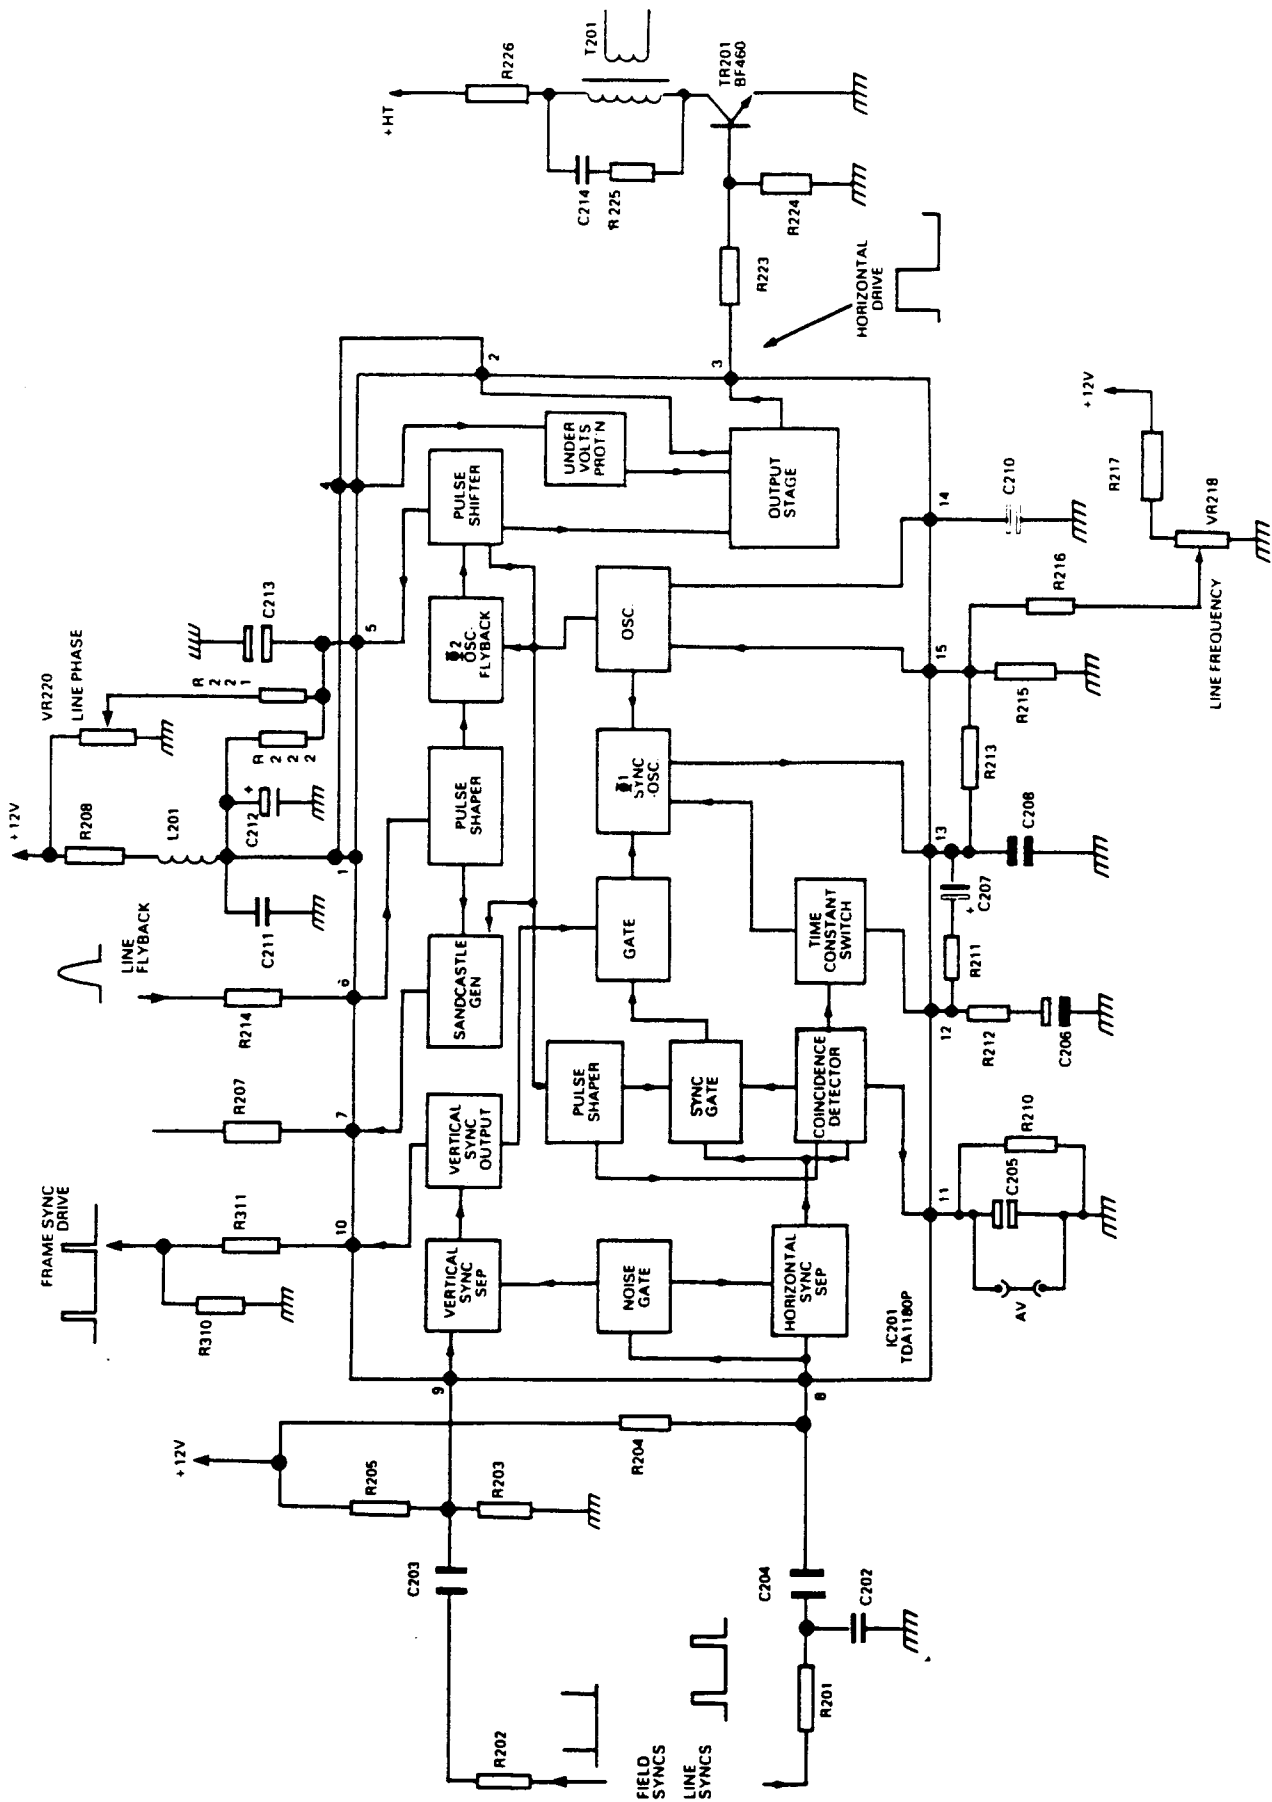 FIELD
SYNCS
LINE
SYNCS
R202
R201
C203
C204
C202
+12V
R205
R203
R204
9
8
FRAME SYNC
DRIVE
R310
R311
10
R207
7
LINE
FLYBACK
R214
6
+12V
R208
L201
C211
C212
+
1
VR220
LINE PHASE
R
2
2
1
R
2
2
2
C213
5
2
3
VERTICAL
SYNC
SEP
VERTICAL
SYNC
OUTPUT
SANDCASTLE
GEN
PULSE
SHAPER
Φ2
OSC-
FLYBACK
PULSE
SHIFTER
UNDER
VOLTS
PROT'N
NOISE
GATE
PULSE
SHAPER
SYNC
GATE
GATE
Φ1
SYNC
-OSC.
OSC.
OUTPUT
STAGE
HORIZONTAL
SYNC
SEP
COINCIDENCE
DETECTOR
TIME
CONSTANT
SWITCH
IC201
TDA1180P
AV
C205
R210
11
12
R212
C206
R211
C207
+
13
C208
R213
15
R215
R216
LINE FREQUENCY
VR218
R217
+12V
14
C210
HORIZONTAL
DRIVE
R223
R224
+HT
R226
C214
R225
T201
TR201
BF460